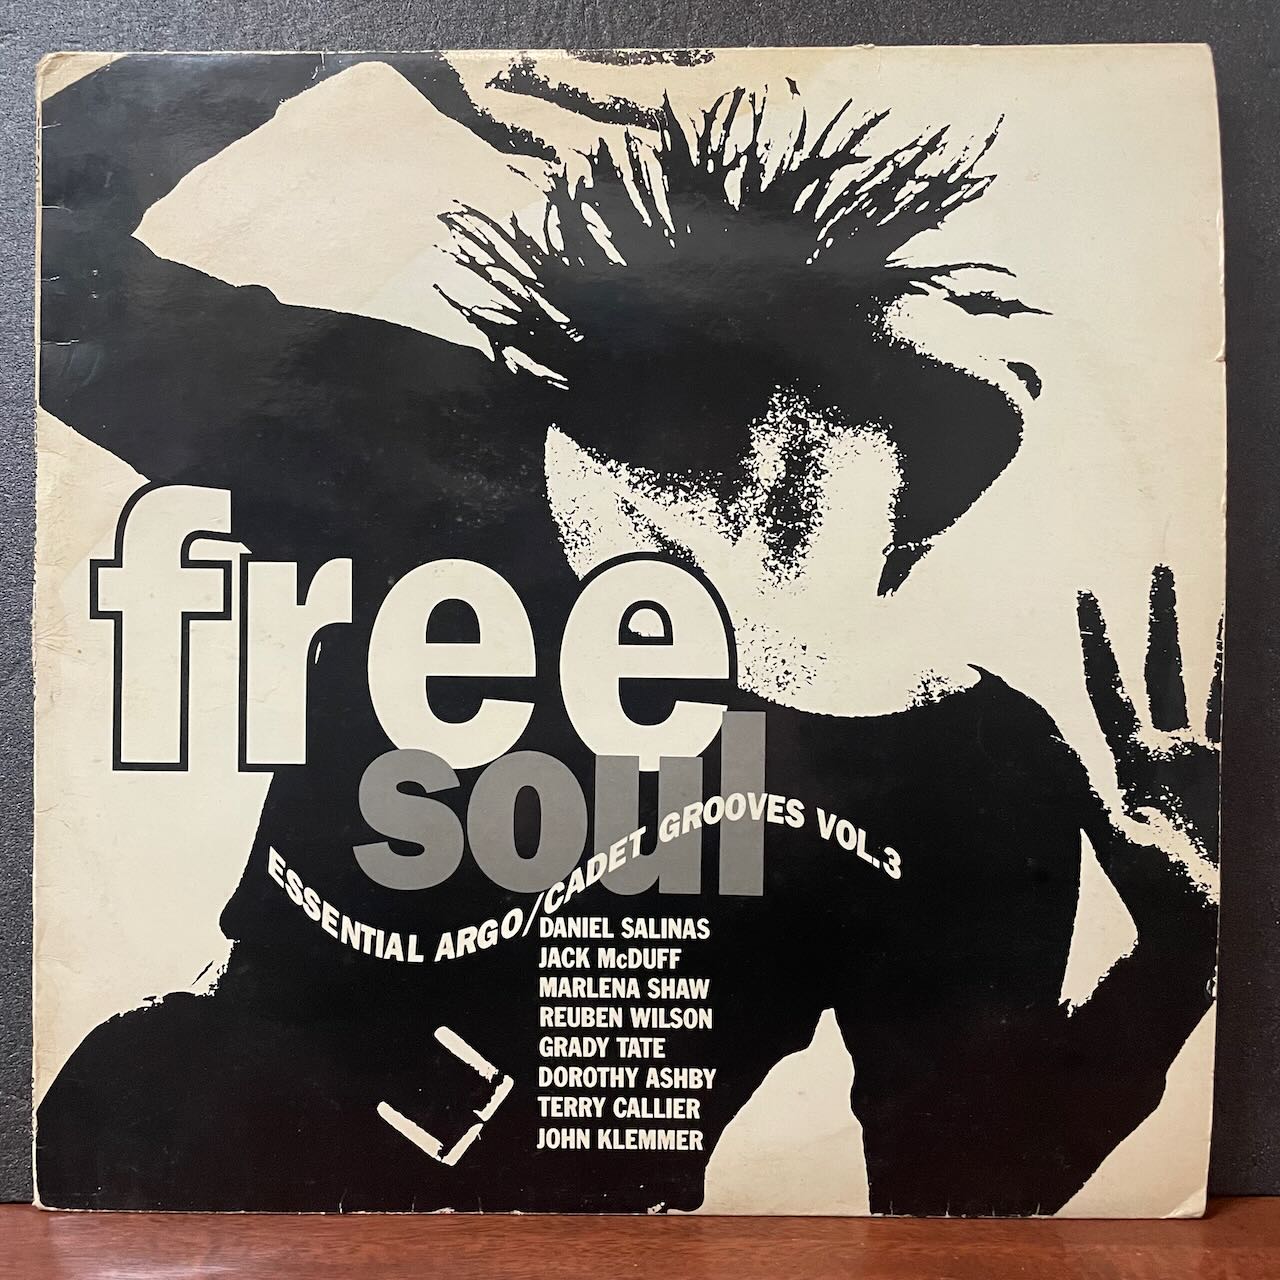 free
soul
ESSENTIAL ARGO/CADET GROOVES VOL.3
DANIEL SALINAS
JACK McDUFF
MARLENA SHAW
REUBEN WILSON
GRADY TATE
DOROTHY ASHBY
TERRY CALLIER
JOHN KLEMMER